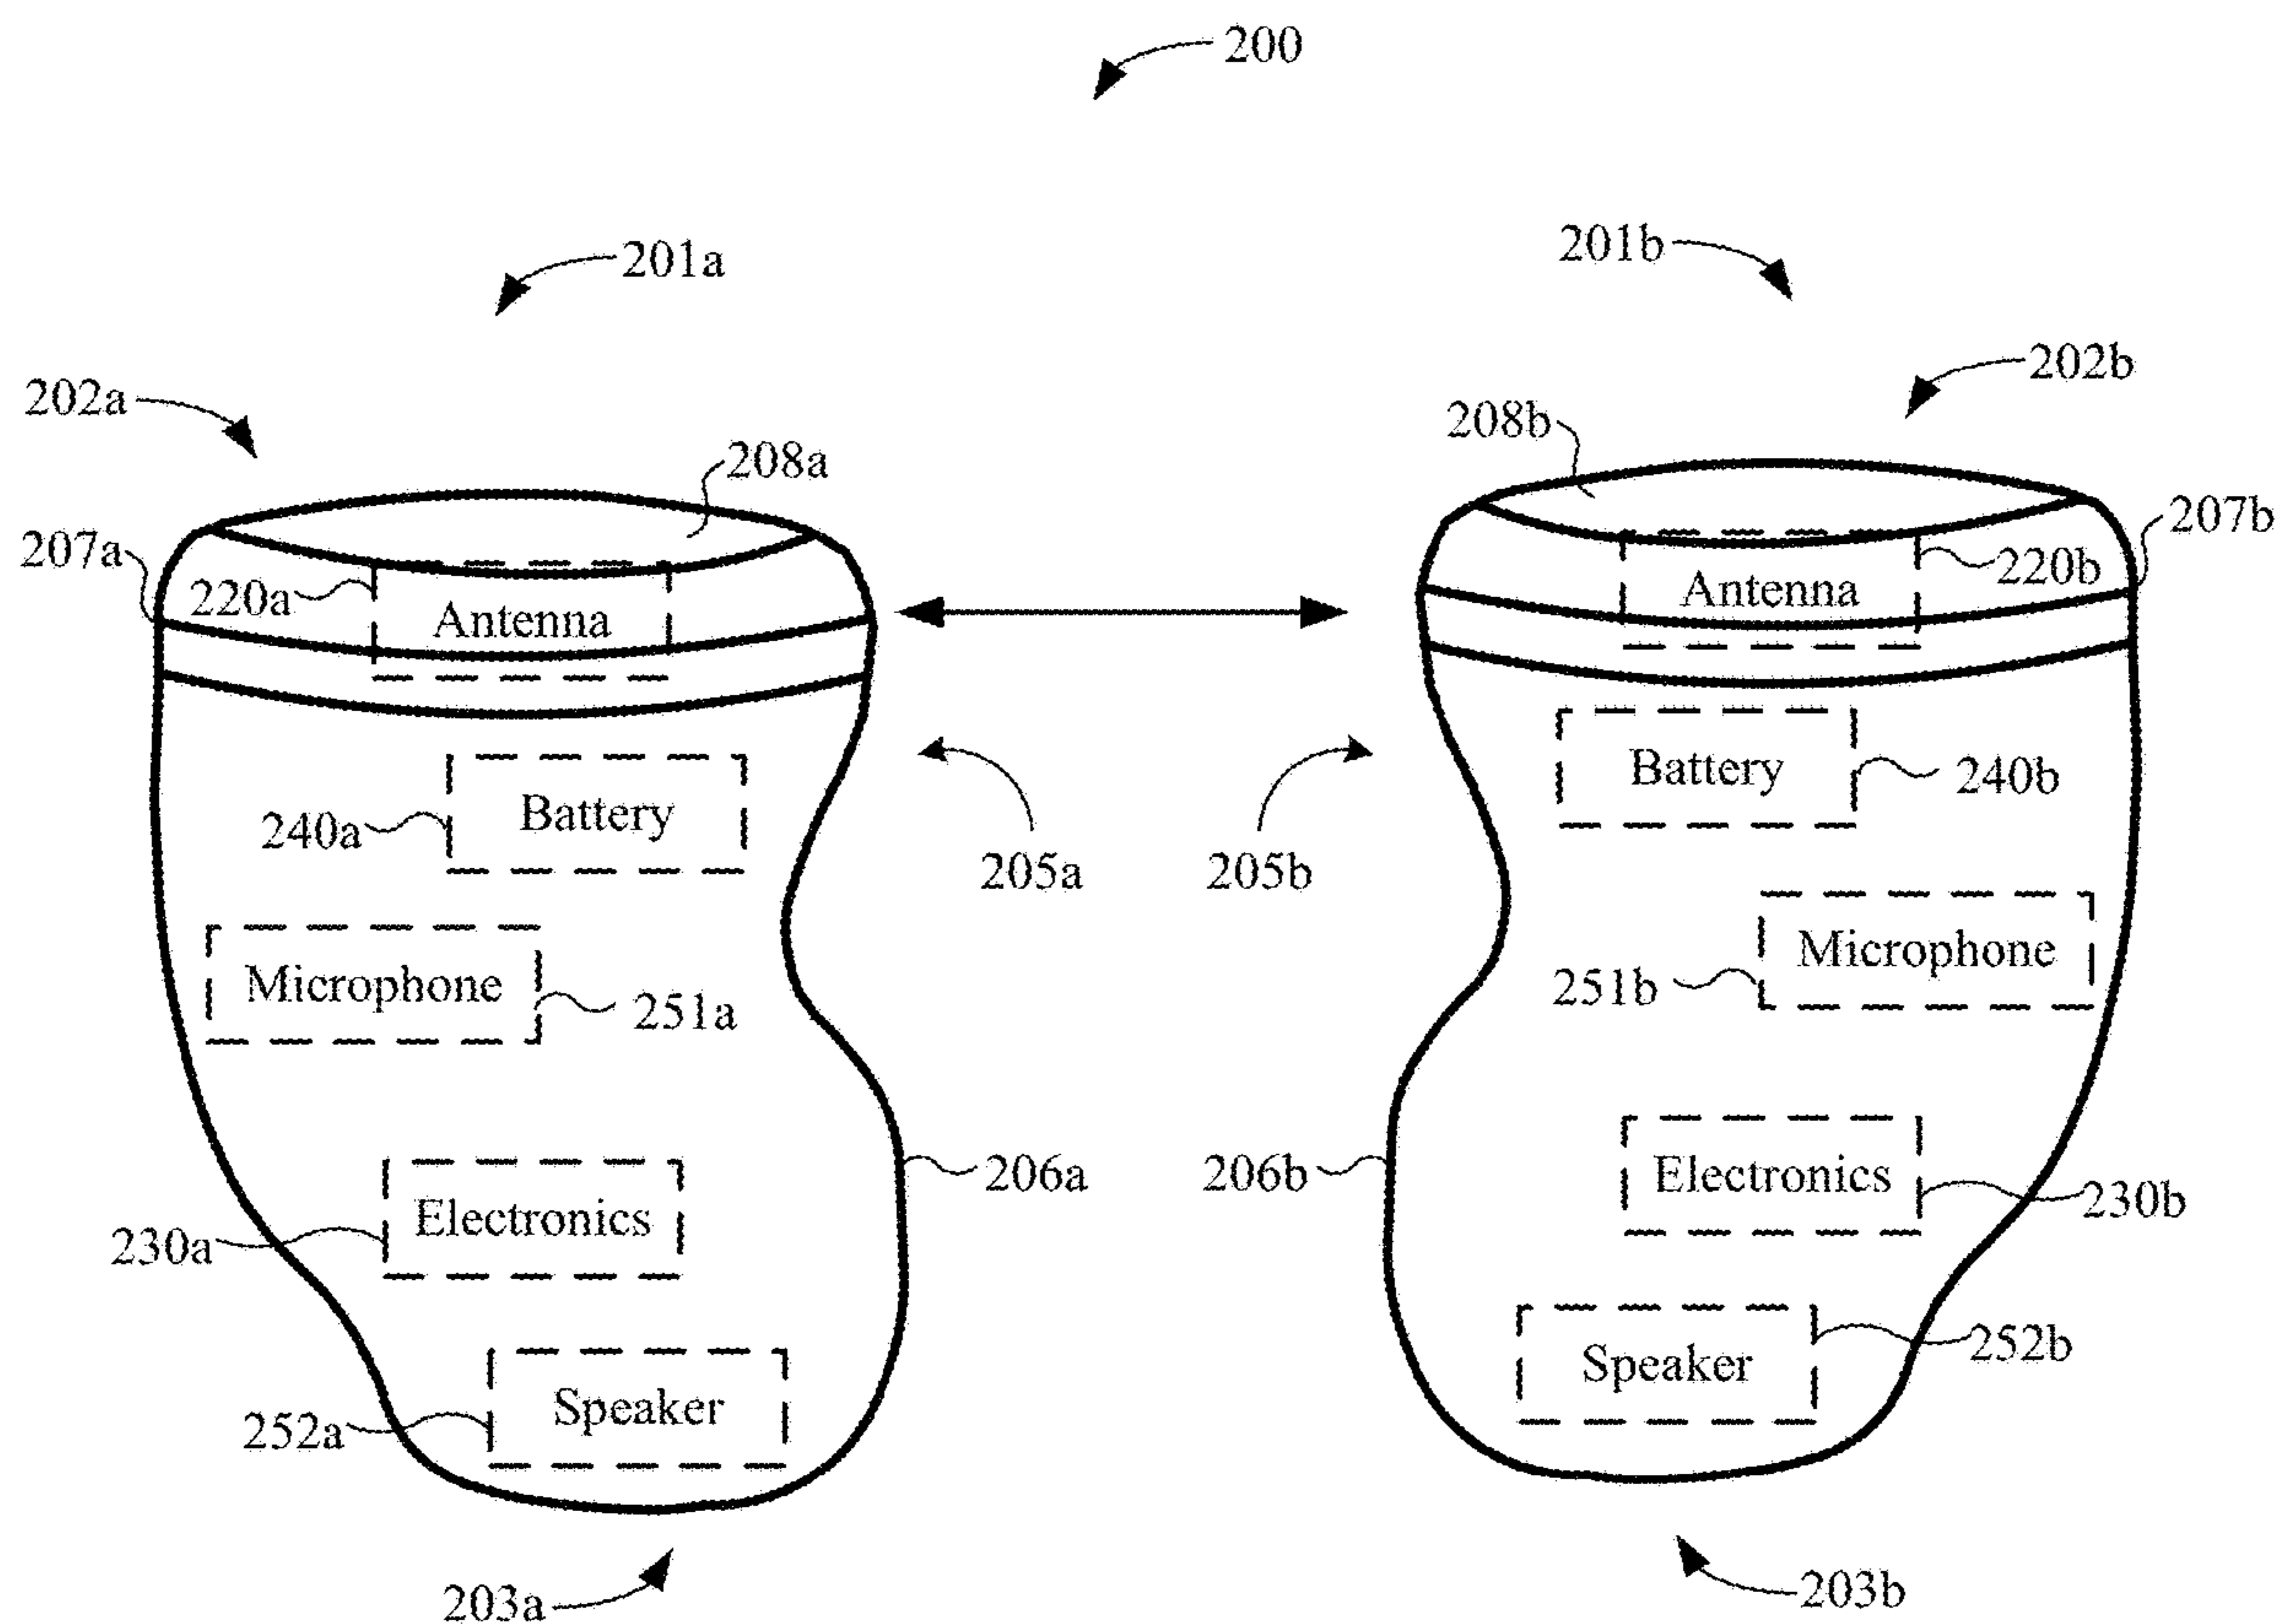 200
201a
201b
202a
202b
208a
208b
207a
207b
220a
Antenna
Antenna
220b
Battery
240a
Battery
240b
205a
205b
Microphone
251a
Microphone
251b
206a
206b
Electronics
230a
Electronics
230b
Speaker
252a
Speaker
252b
203a
203b